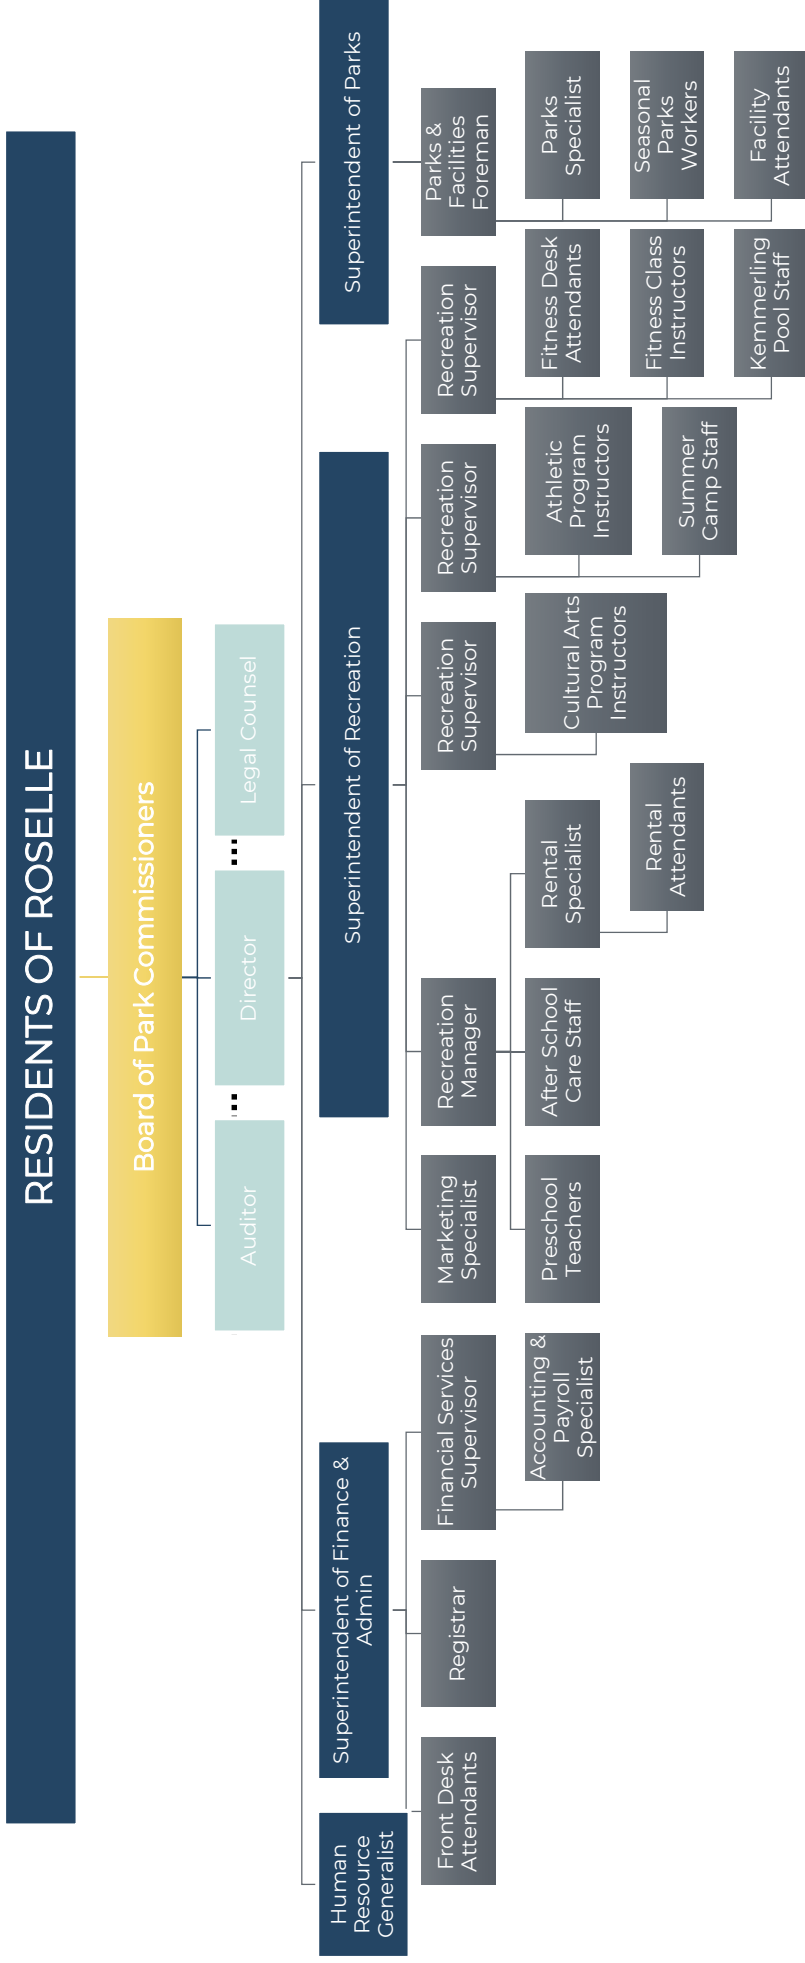 RESIDENTS OF ROSELLE
Board of Park Commissioners
Auditor
Director
Legal Counsel
Human
Resource
Generalist
Superintendent of Finance &
Admin
Superintendent of Recreation
Superintendent of Parks
Front Desk
Attendants
Registrar
Financial Services
Supervisor
Marketing
Specialist
Recreation
Manager
Recreation
Supervisor
Recreation
Supervisor
Recreation
Supervisor
Parks &
Facilities
Foreman
Accounting &
Payroll
Specialist
Preschool
Teachers
After School
Care Staff
Rental
Specialist
Cultural Arts
Program
Instructors
Athletic
Program
Instructors
Fitness Desk
Attendants
Parks
Specialist
Rental
Attendants
Summer
Camp Staff
Fitness Class
Instructors
Seasonal
Parks
Workers
Kemmerling
Pool Staff
Facility
Attendants